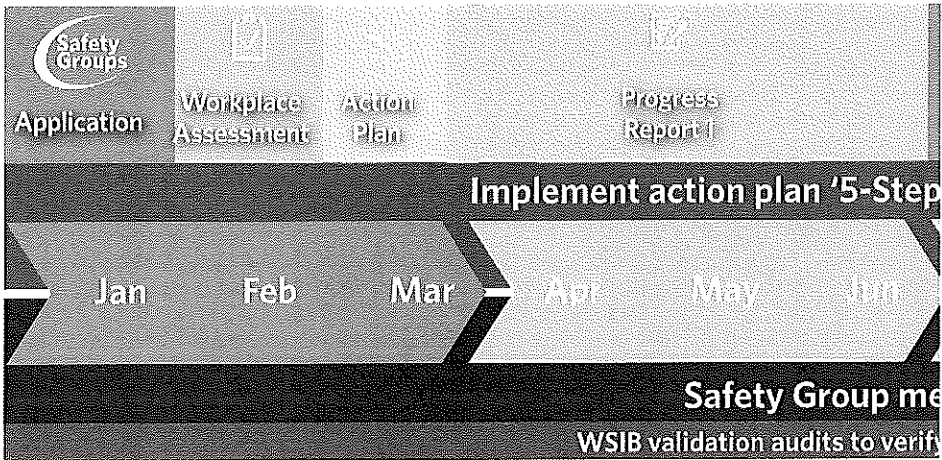 Safety
Groups
Application
Workplace
Assessment
Action
Plan
Progress
Report 1
Implement action plan '5-Step
Jan Feb Mar Apr May Jun
Safety Group me
WSIB validation audits to verify